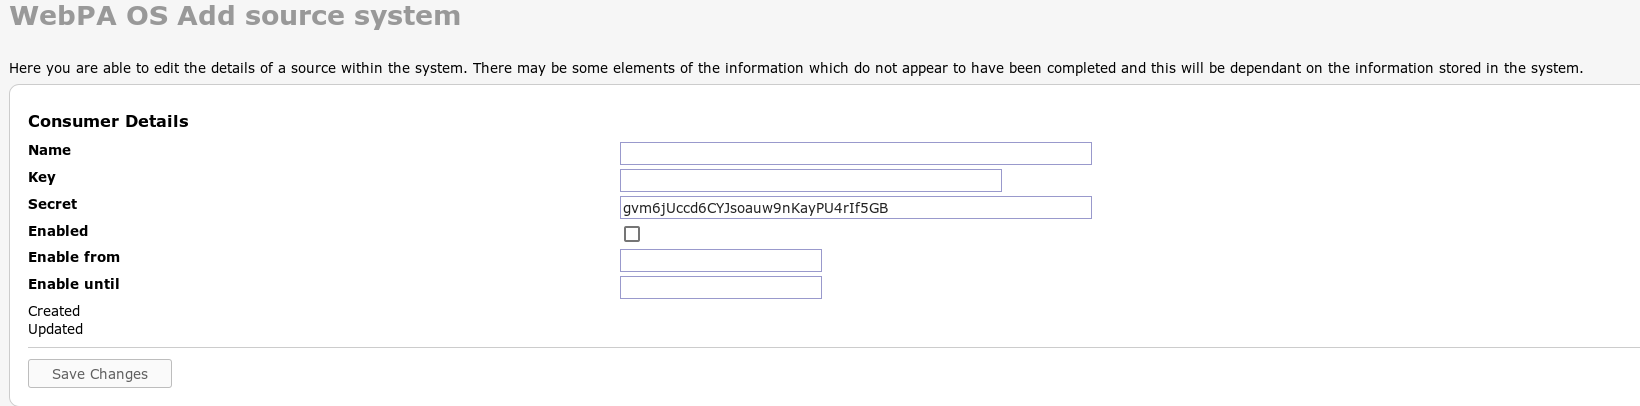 WebPA OS Add source system
Here you are able to edit the details of a source within the system. There may be some elements of the information which do not appear to have been completed and this will be dependant on the information stored in the system.
Consumer Details
Name
Key
Secret gvm6jUccd6CYJsoauw9nKayPU4rIf5GB
Enabled
Enable from
Enable until
Created
Updated
Save Changes